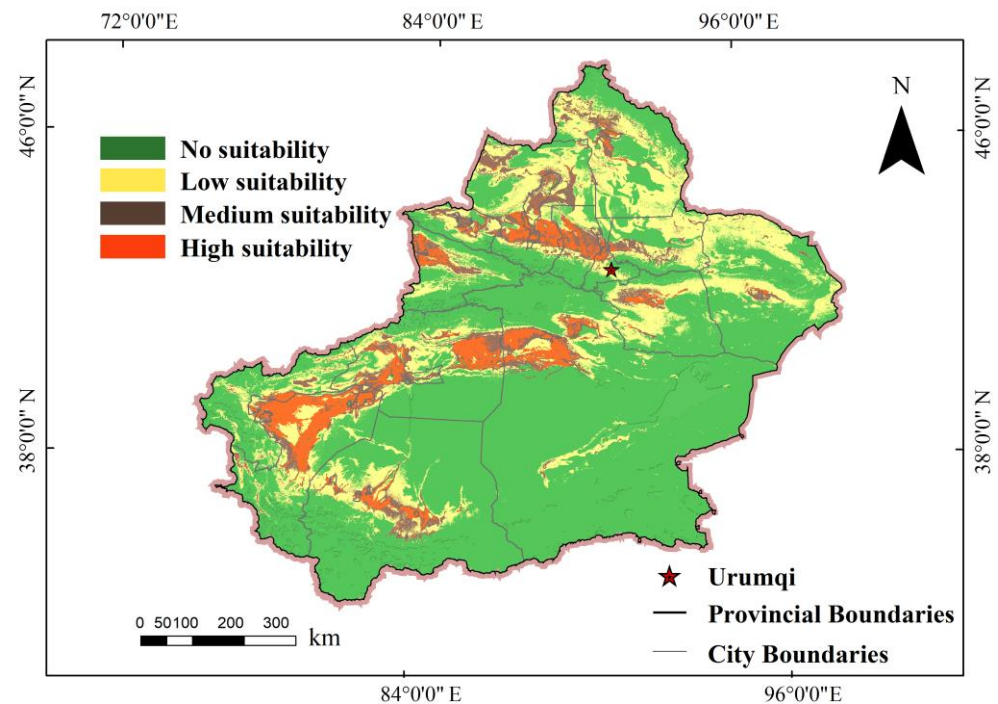 72°0'0"E
84°0'0"E
96°0'0"E
46°0'0"N
46°0'0"N
N
No suitability
Low suitability
Medium suitability
High suitability
38°0'0"N
38°0'0"N
Urumqi
0 50100 200 300
km
Provincial Boundaries
City Boundaries
84°0'0"E
96°0'0"E